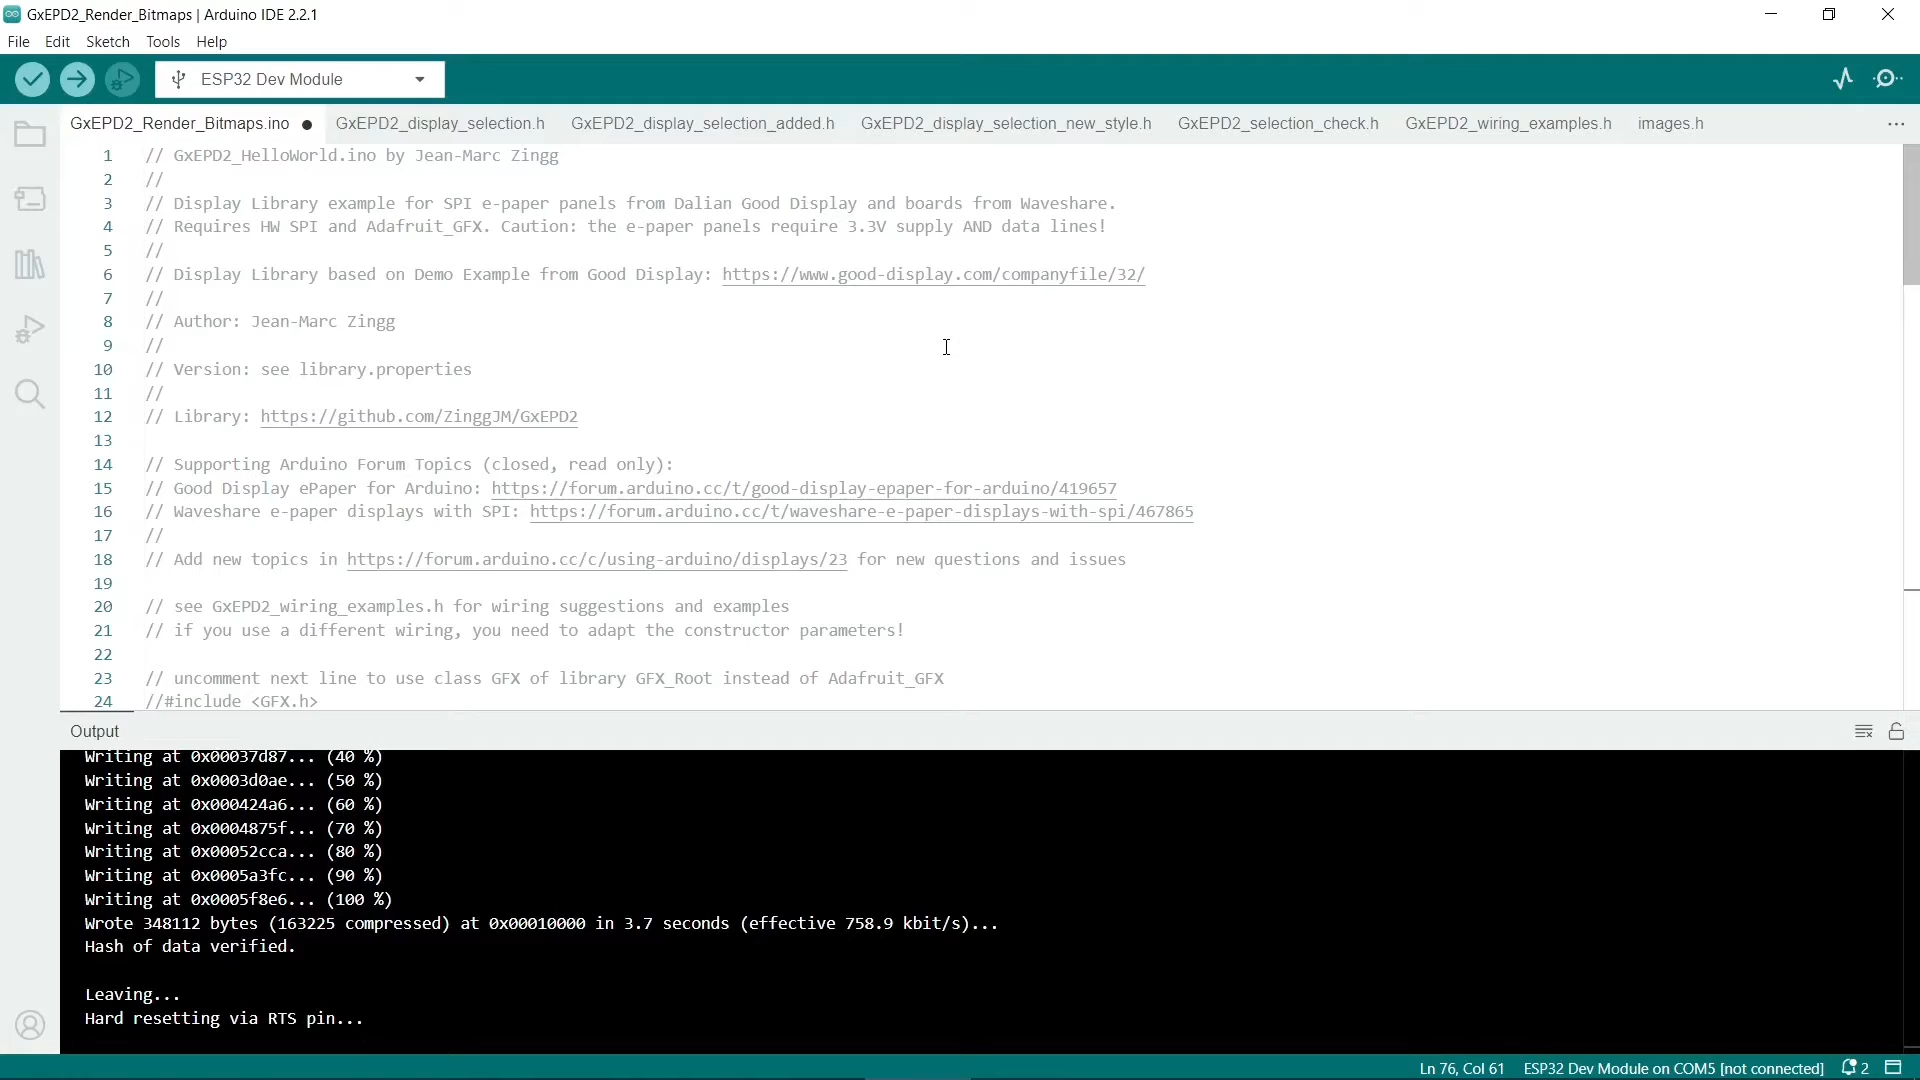 GxEPD2_Render_Bitmaps | Arduino IDE 2.2.1
File Edit Sketch Tools Help
ESP32 Dev Module
GxEPD2_Render_Bitmaps.ino GxEPD2_display_selection.h GxEPD2_display_selection_added.h GxEPD2_display_selection_new_style.h GxEPD2_selection_check.h GxEPD2_wiring_examples.h images.h ...
1 // GxEPD2_HelloWorld.ino by Jean-Marc Zingg
2 //
3 // Display Library example for SPI e-paper panels from Dalian Good Display and boards from Waveshare.
4 // Requires HW SPI and Adafruit_GFX. Caution: the e-paper panels require 3.3V supply AND data lines!
5 //
6 // Display Library based on Demo Example from Good Display: https://www.good-display.com/companyfile/32/
7 //
8 // Author: Jean-Marc Zingg
9 //
10 // Version: see library.properties
11 //
12 // Library: https://github.com/ZinggJM/GxEPD2
13
14 // Supporting Arduino Forum Topics (closed, read only):
15 // Good Display ePaper for Arduino: https://forum.arduino.cc/t/good-display-epaper-for-arduino/419657
16 // Waveshare e-paper displays with SPI: https://forum.arduino.cc/t/waveshare-e-paper-displays-with-spi/467865
17 //
18 // Add new topics in https://forum.arduino.cc/c/using-arduino/displays/23 for new questions and issues
19
20 // see GxEPD2_wiring_examples.h for wiring suggestions and examples
21 // if you use a different wiring, you need to adapt the constructor parameters!
22
23 // uncomment next line to use class GFX of library GFX_Root instead of Adafruit_GFX
24 //#include <GFX.h>
Output
Writing at 0x00037d87... (40 %)
Writing at 0x0003d0ae... (50 %)
Writing at 0x000424a6... (60 %)
Writing at 0x0004875f... (70 %)
Writing at 0x00052cca... (80 %)
Writing at 0x0005a3fc... (90 %)
Writing at 0x0005f8e6... (100 %)
Wrote 348112 bytes (163225 compressed) at 0x00010000 in 3.7 seconds (effective 758.9 kbit/s)...
Hash of data verified.
Leaving...
Hard resetting via RTS pin...
Ln 76, Col 61 ESP32 Dev Module on COM5 [not connected] 2